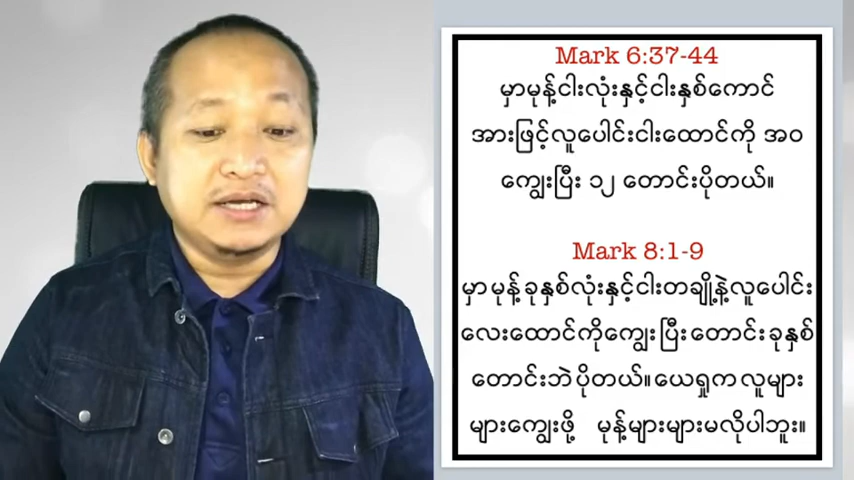 Mark 6:37-44
မှာမုန့်ငါးလုံးနှင့်ငါးနှစ်ကောင်
အားဖြင့်လူပေါင်းငါးထောင်ကို အဝ
ကျွေးပြီး ၁၂ တောင်းပိုတယ်။
Mark 8:1-9
မှာမုန့်ခုနှစ်လုံးနှင့်ငါးတချို့နဲ့လူပေါင်း
လေးထောင်ကိုကျွေးပြီးတောင်းခုနှစ်
တောင်းဘဲပိုတယ်။ယေရှုကလူများ
များကျွေးဖို့ မုန့်များများမလိုပါဘူး။